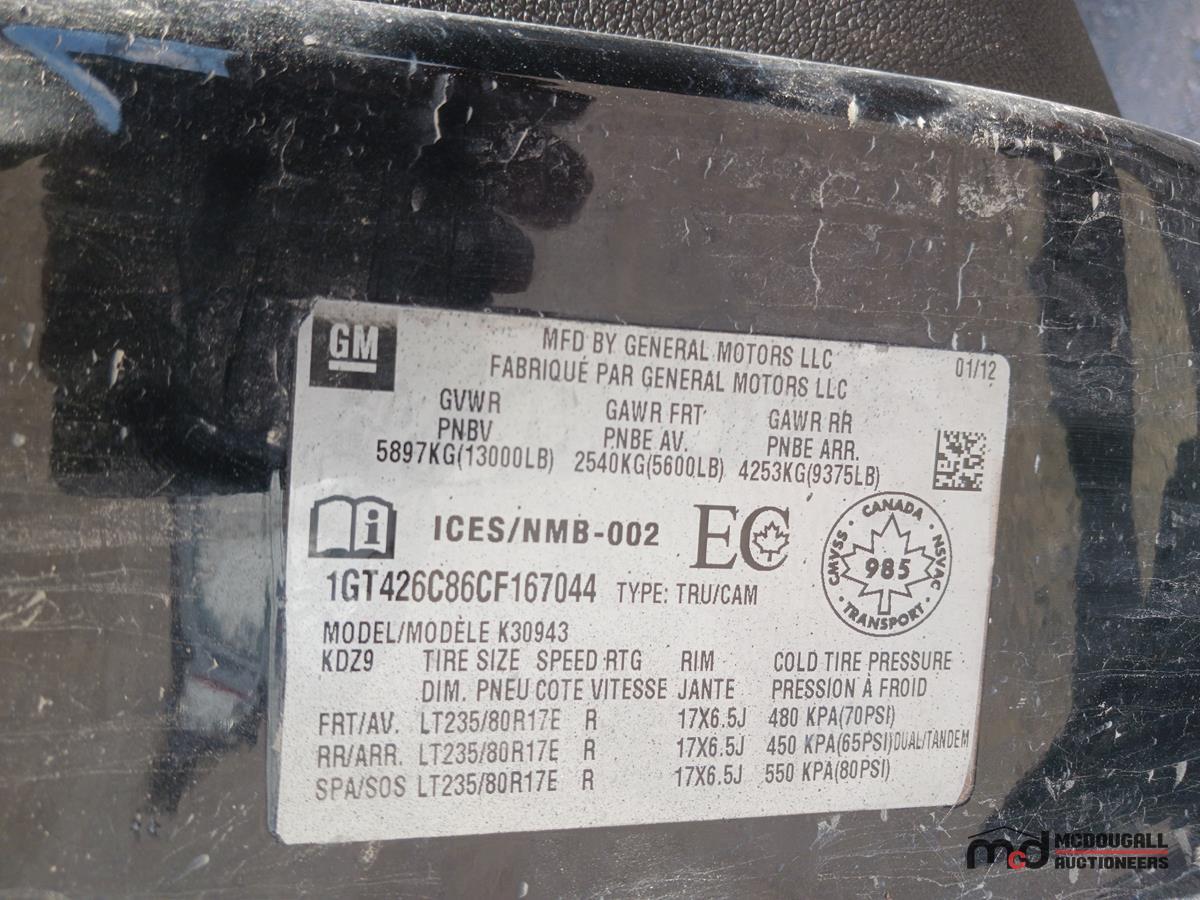 GM
MFD BY GENERAL MOTORS LLC
FABRIQUÉ PAR GENERAL MOTORS LLC
01/12
GVWR GAWR FRT GAWR RR
PNBV PNBE AV. PNBE ARR.
5897KG(13000LB) 2540KG(5600LB) 4253KG(9375LB)
i ICES/NMB-002 EC
CANADA
CMVSS 985 NSVAC
TRANSPORT
1GT426C86CF167044 TYPE: TRU/CAM
MODEL/MODÈLE K30943
KDZ9 TIRE SIZE SPEED RTG RIM COLD TIRE PRESSURE
DIM. PNEU COTE VITESSE JANTE PRESSION À FROID
FRT/AV. LT235/80R17E R 17X6.5J 480 KPA(70PSI)
RR/ARR. LT235/80R17E R 17X6.5J 450 KPA(65PSI)DUAL/TANDEM
SPA/SOS LT235/80R17E R 17X6.5J 550 KPA(80PSI)
mcd MCDOUGALL
AUCTIONEERS